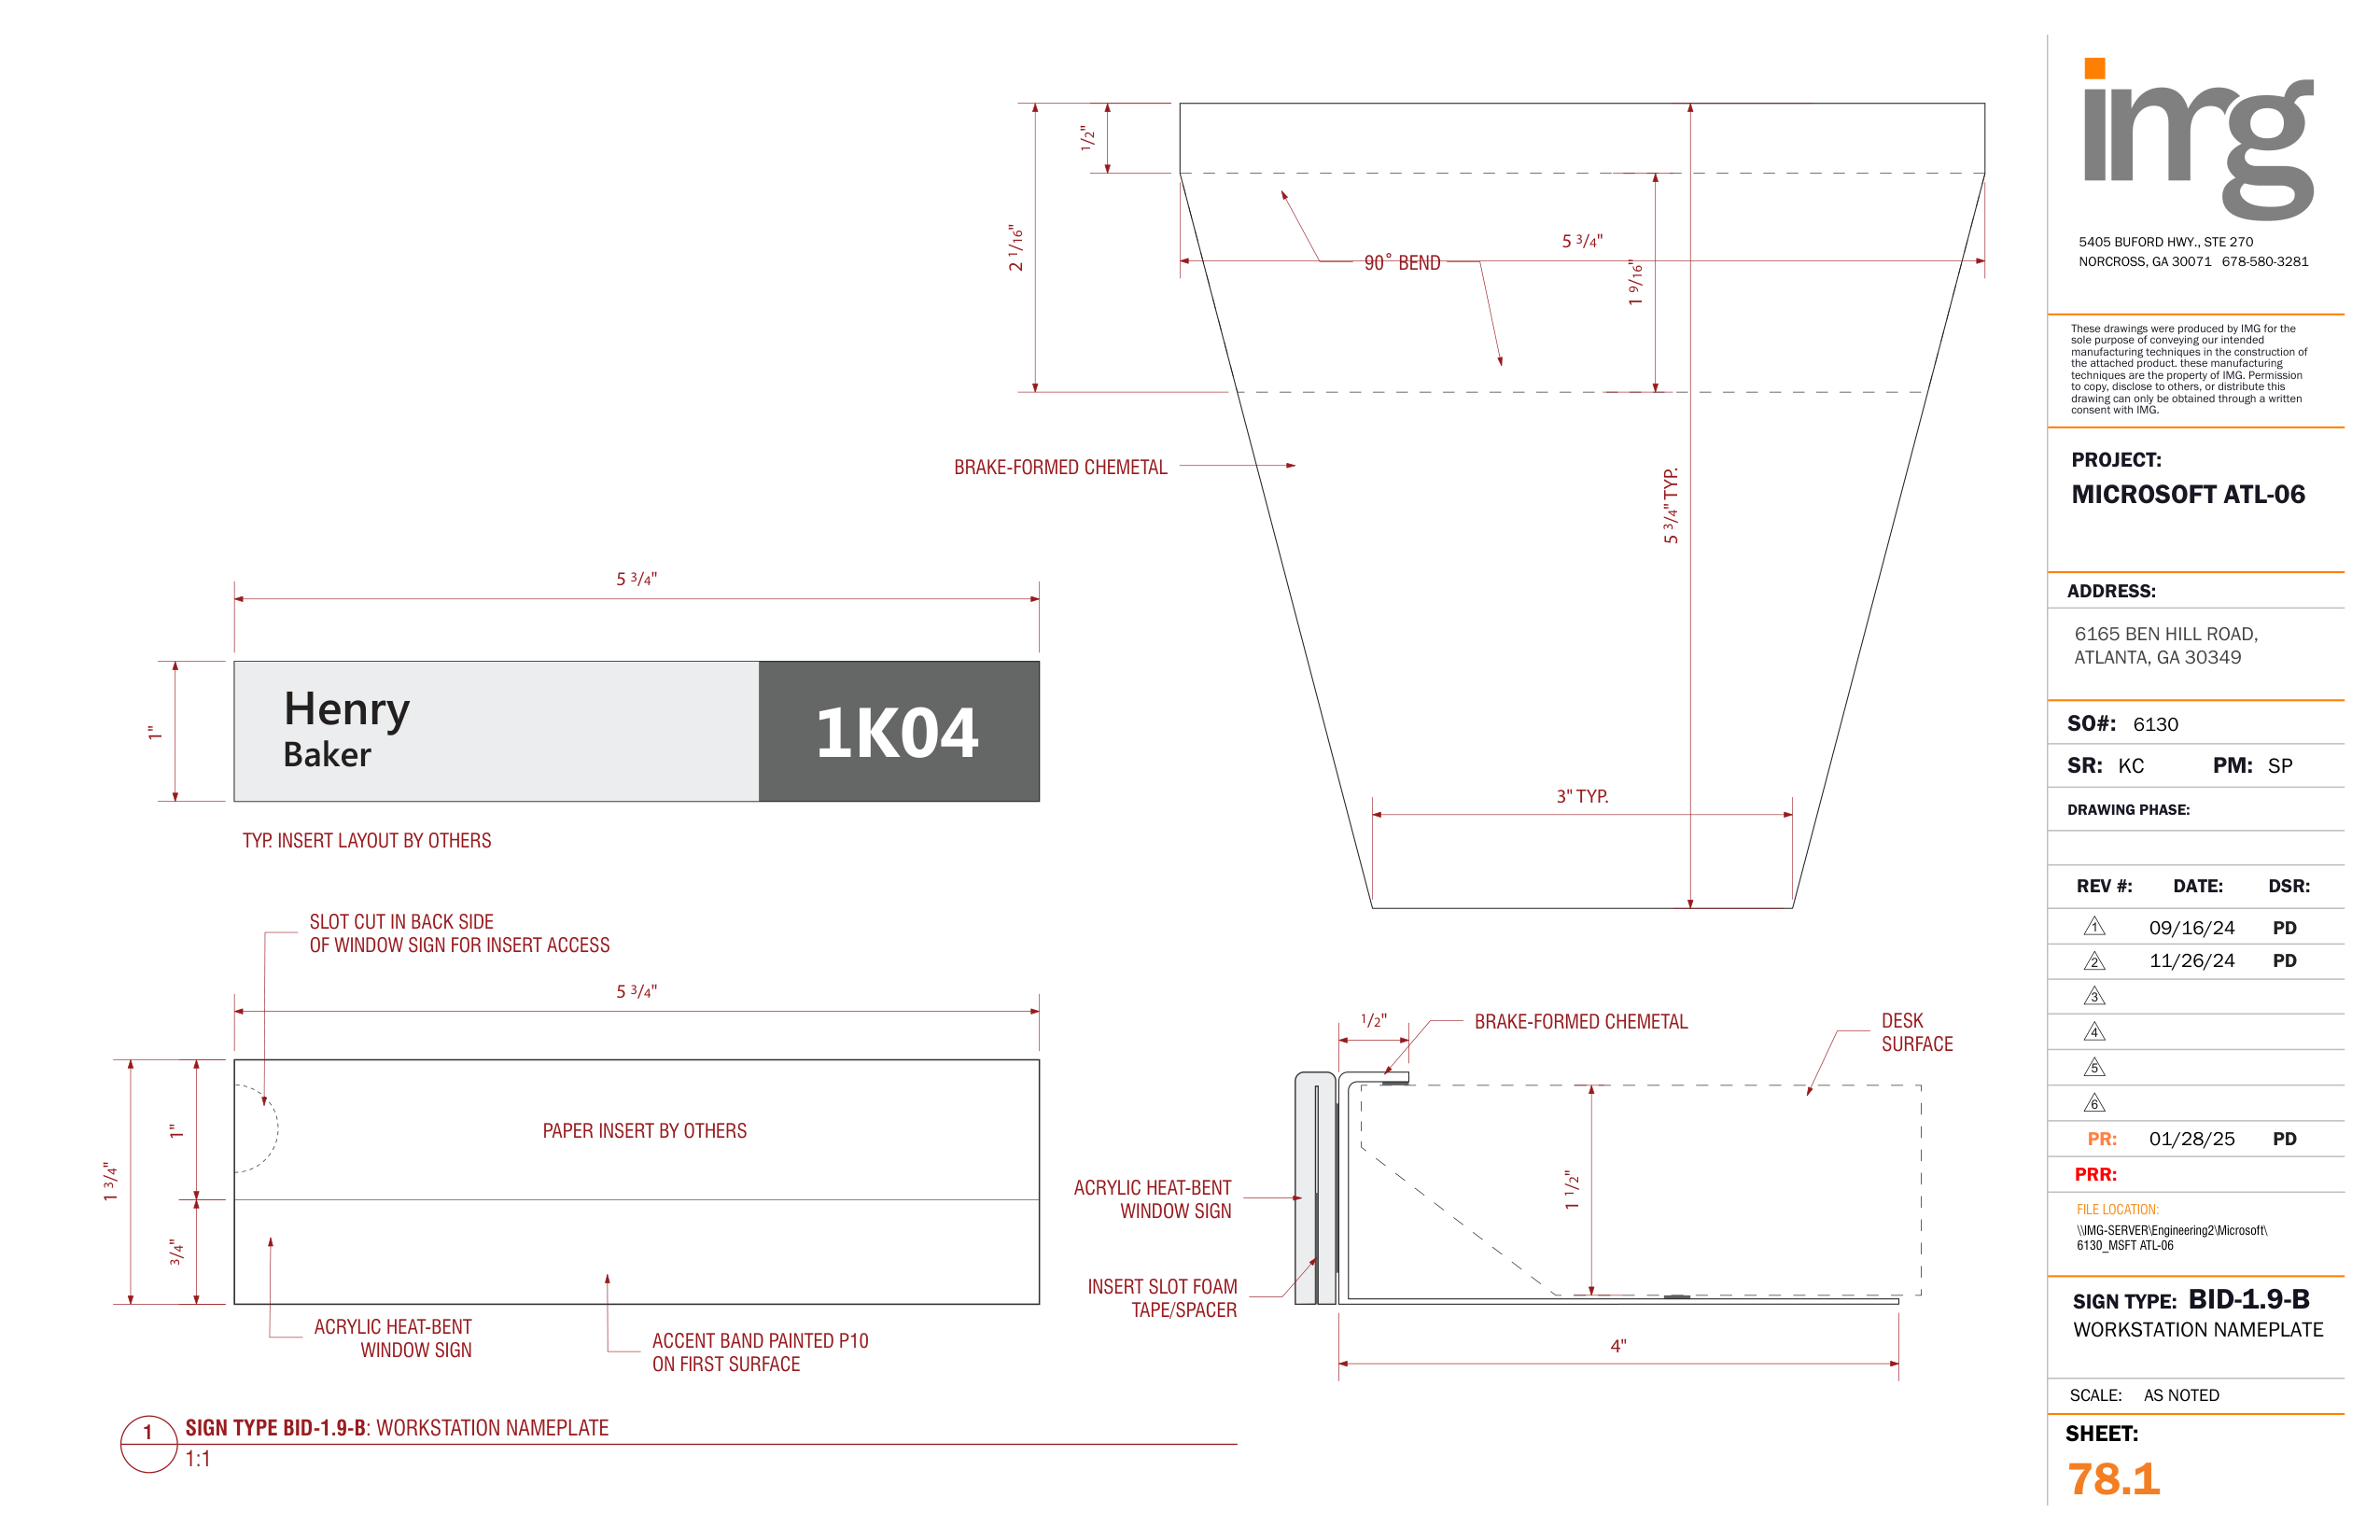 1/2"
2 1/16"
5 3/4"
90° BEND
1 9/16"
BRAKE-FORMED CHEMETAL
5 3/4" TYP.
3" TYP.
5 3/4"
1"
Henry
Baker
1K04
TYP. INSERT LAYOUT BY OTHERS
SLOT CUT IN BACK SIDE
OF WINDOW SIGN FOR INSERT ACCESS
5 3/4"
1 3/4"
1"
3/4"
PAPER INSERT BY OTHERS
ACRYLIC HEAT-BENT
WINDOW SIGN
ACCENT BAND PAINTED P10
ON FIRST SURFACE
1/2"
BRAKE-FORMED CHEMETAL
DESK
SURFACE
ACRYLIC HEAT-BENT
WINDOW SIGN
1 1/2"
INSERT SLOT FOAM
TAPE/SPACER
4"
1
SIGN TYPE BID-1.9-B: WORKSTATION NAMEPLATE
1:1
img
5405 BUFORD HWY., STE 270
NORCROSS, GA 30071 678-580-3281
These drawings were produced by IMG for the
sole purpose of conveying our intended
manufacturing techniques in the construction of
the attached product. these manufacturing
techniques are the property of IMG. Permission
to copy, disclose to others, or distribute this
drawing can only be obtained through a written
consent with IMG.
PROJECT:
MICROSOFT ATL-06
ADDRESS:
6165 BEN HILL ROAD,
ATLANTA, GA 30349
SO#: 6130
SR: KC PM: SP
DRAWING PHASE:
REV #: DATE: DSR:
1 09/16/24 PD
2 11/26/24 PD
3
4
5
6
PR: 01/28/25 PD
PRR:
FILE LOCATION:
\\IMG-SERVER\Engineering2\Microsoft\
6130_MSFT ATL-06
SIGN TYPE: BID-1.9-B
WORKSTATION NAMEPLATE
SCALE: AS NOTED
SHEET:
78.1